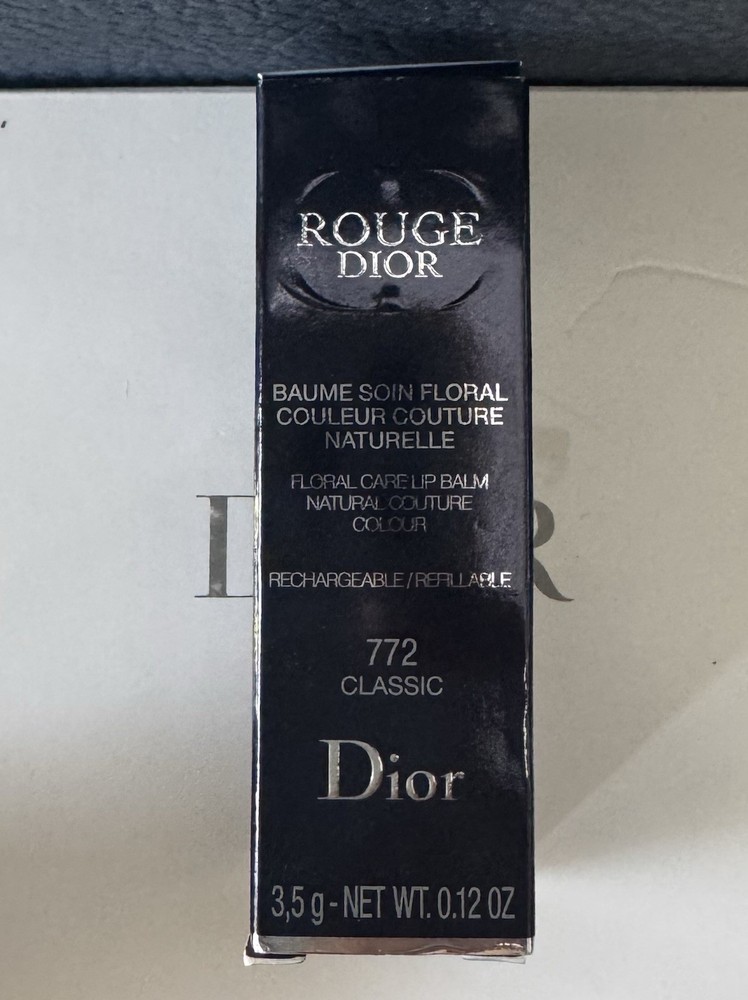 ROUGE
DIOR
BAUME SOIN FLORAL
COULEUR COUTURE
NATURELLE
FLORAL CARE LIP BALM
NATURAL COUTURE
COLOUR
RECHARGEABLE / REFILLABLE
772
CLASSIC
Dior
3,5 g - NET WT. 0.12 OZ